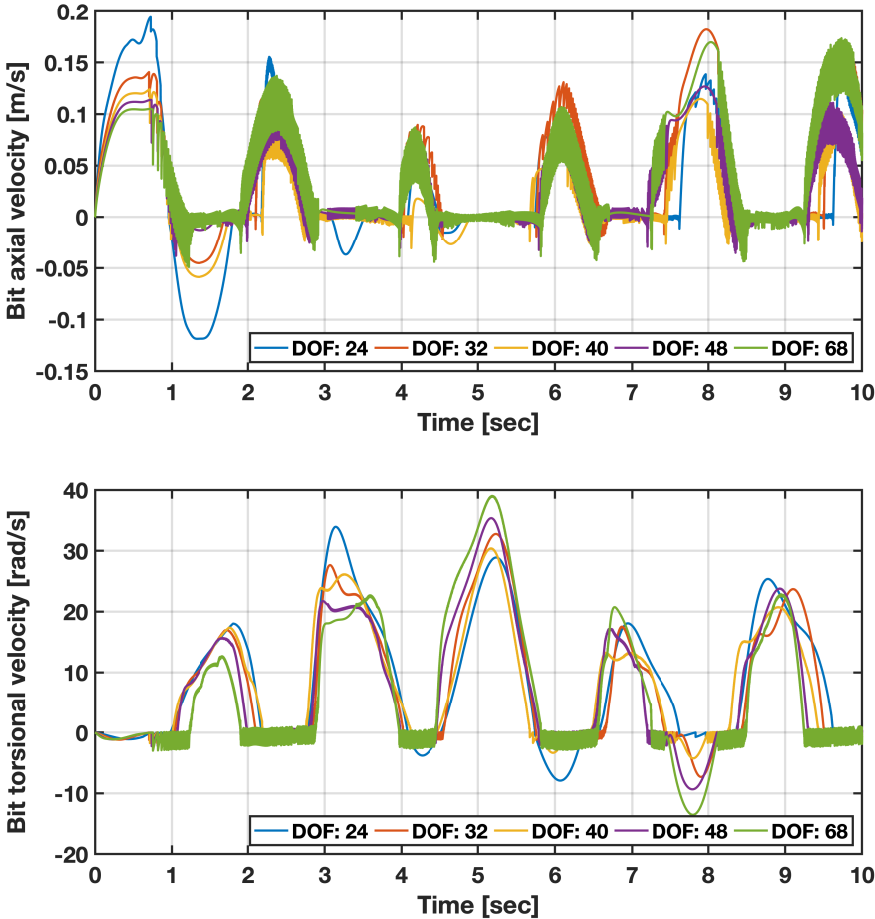 Bit axial velocity [m/s]
0.2
0.15
0.1
0.05
0
-0.05
-0.1
-0.15
DOF: 24 DOF: 32 DOF: 40 DOF: 48 DOF: 68
0 1 2 3 4 5 6 7 8 9 10
Time [sec]
Bit torsional velocity [rad/s]
40
30
20
10
0
-10
-20
DOF: 24 DOF: 32 DOF: 40 DOF: 48 DOF: 68
0 1 2 3 4 5 6 7 8 9 10
Time [sec]